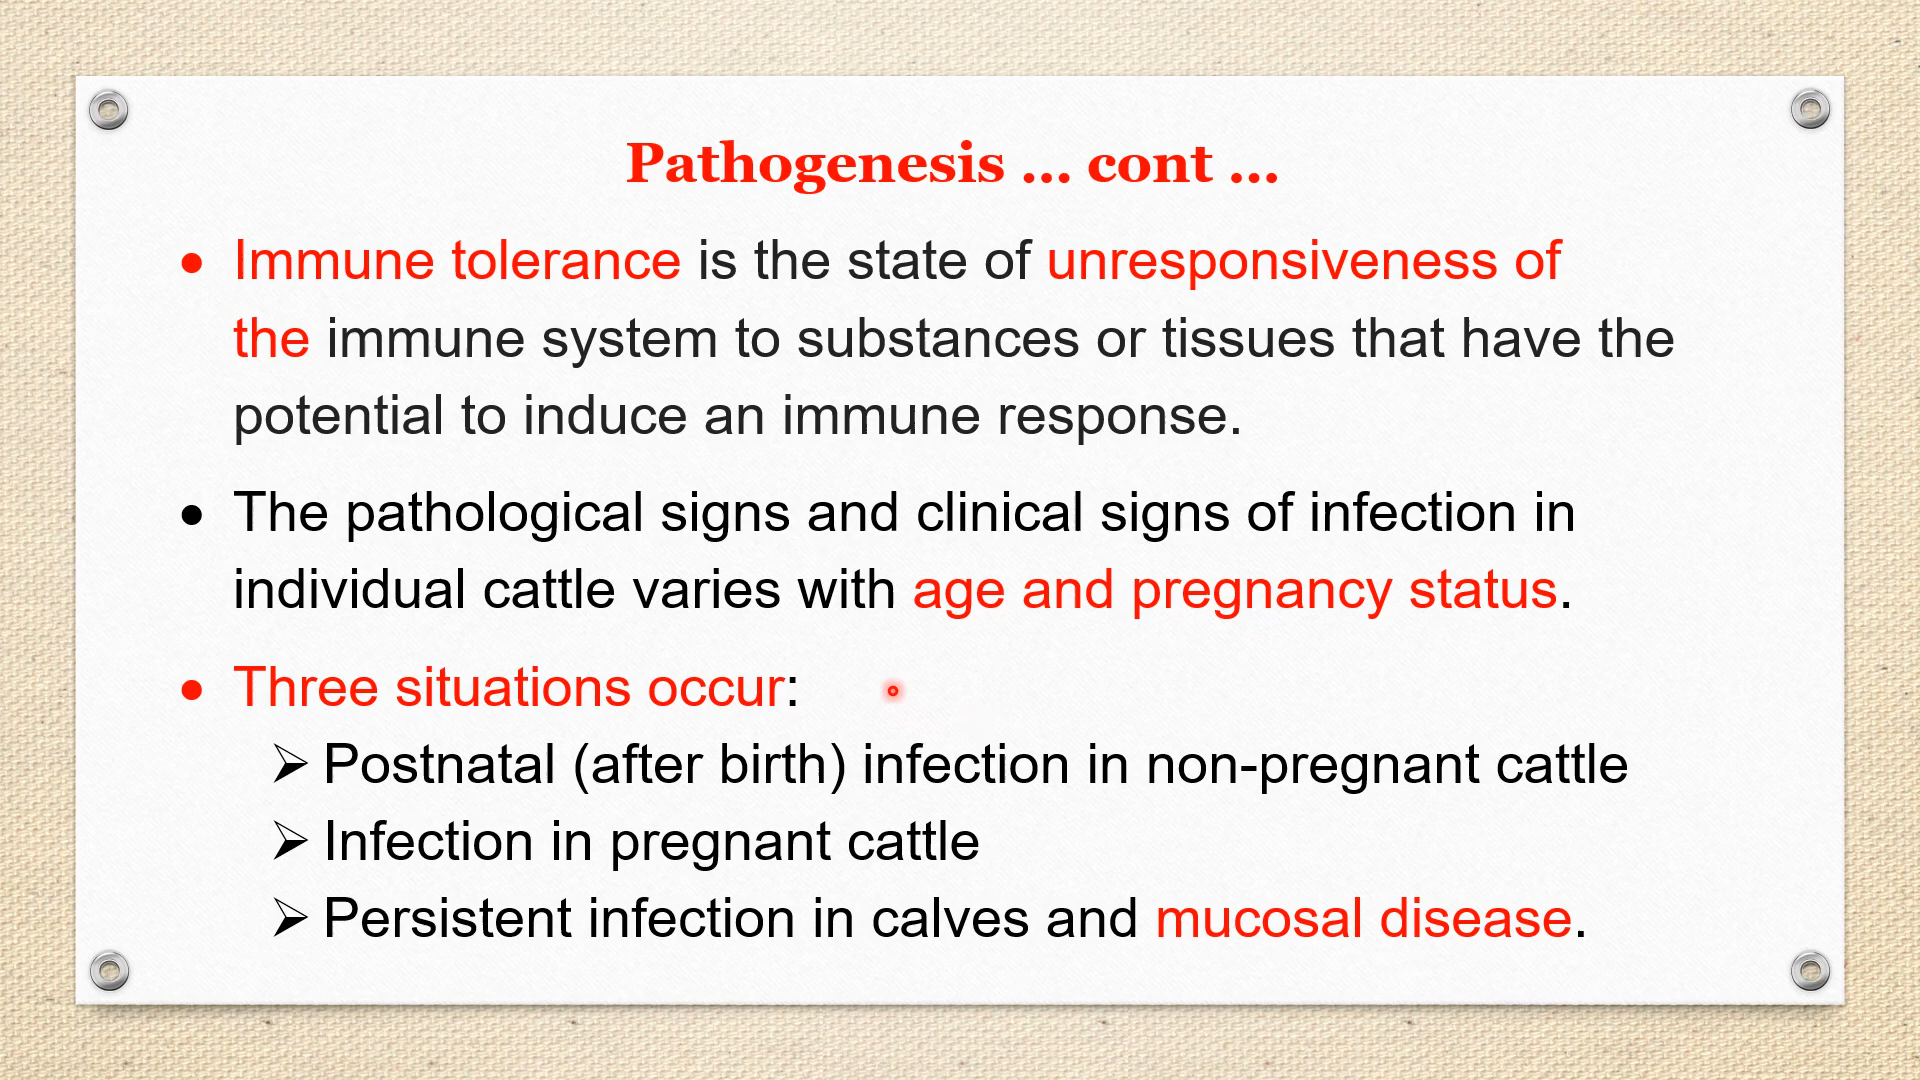 Pathogenesis ... cont ...
• Immune tolerance is the state of unresponsiveness of
the immune system to substances or tissues that have the
potential to induce an immune response.
• The pathological signs and clinical signs of infection in
individual cattle varies with age and pregnancy status.
• Three situations occur:
➢ Postnatal (after birth) infection in non-pregnant cattle
➢ Infection in pregnant cattle
➢ Persistent infection in calves and mucosal disease.